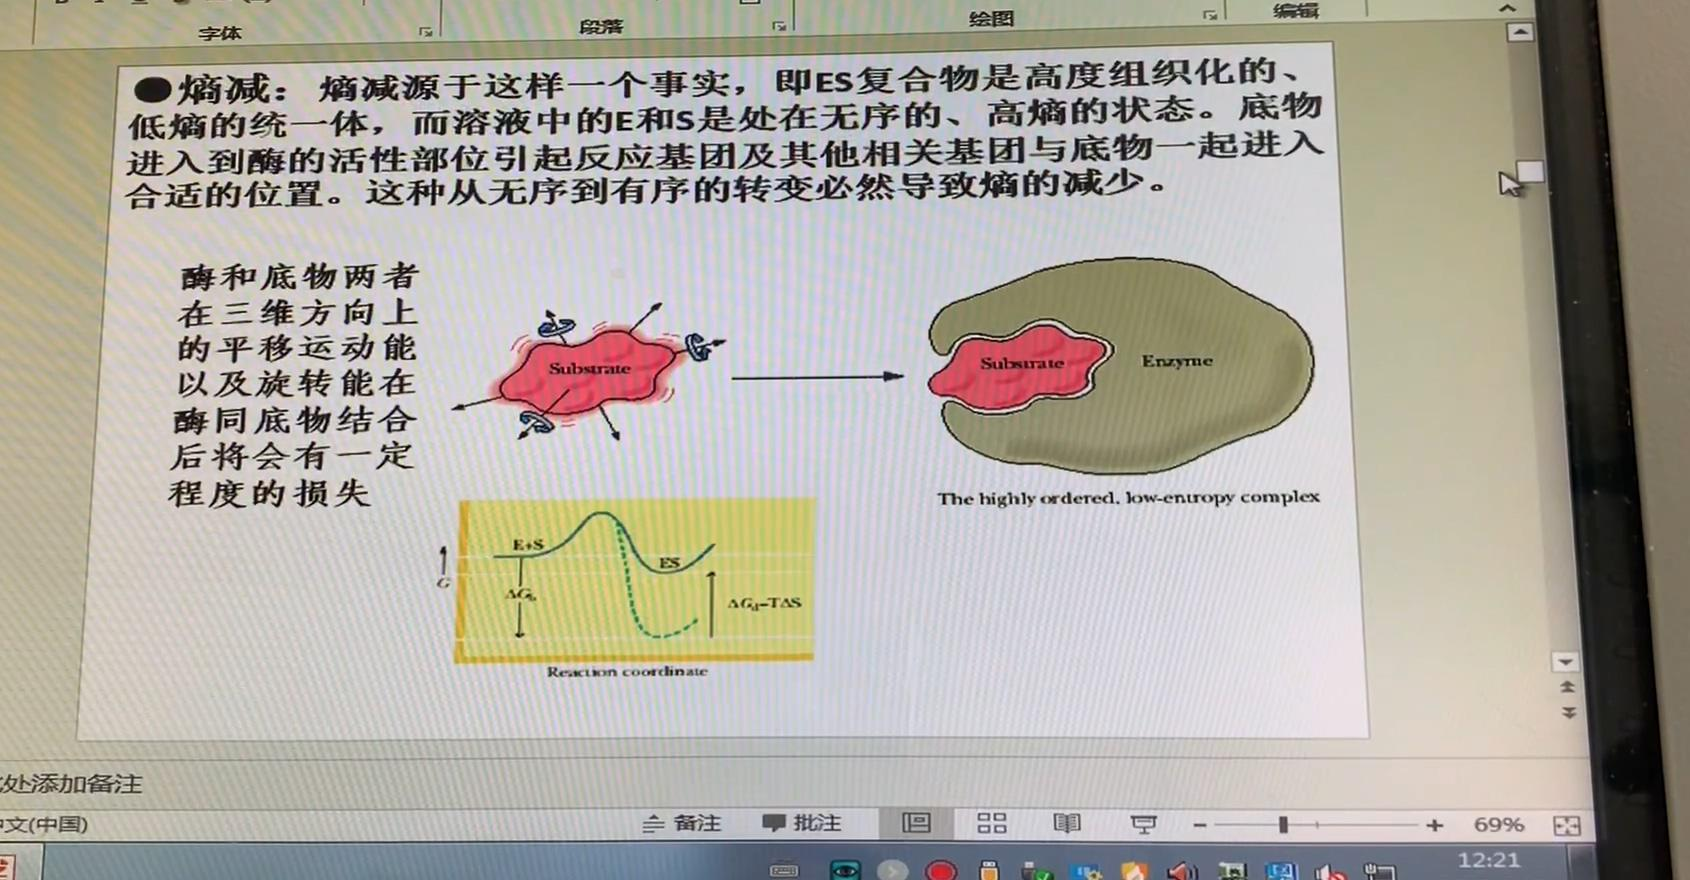 字体
段落
绘图
编辑
●熵减：熵减源于这样一个事实，即ES复合物是高度组织化的、
低熵的统一体，而溶液中的E和S是处在无序的、高熵的状态。底物
进入到酶的活性部位引起反应基团及其他相关基团与底物一起进入
合适的位置。这种从无序到有序的转变必然导致熵的减少。
酶和底物两者
在三维方向上
的平移运动能
以及旋转能在
酶同底物结合
后将会有一定
程度的损失
Substrate
Substrate
Enzyme
The highly ordered, low-entropy complex
E+S
ES
G
ΔGb
ΔGd-TΔS
Reaction coordinate
处添加备注
中文(中国)
备注
批注
69%
12:21